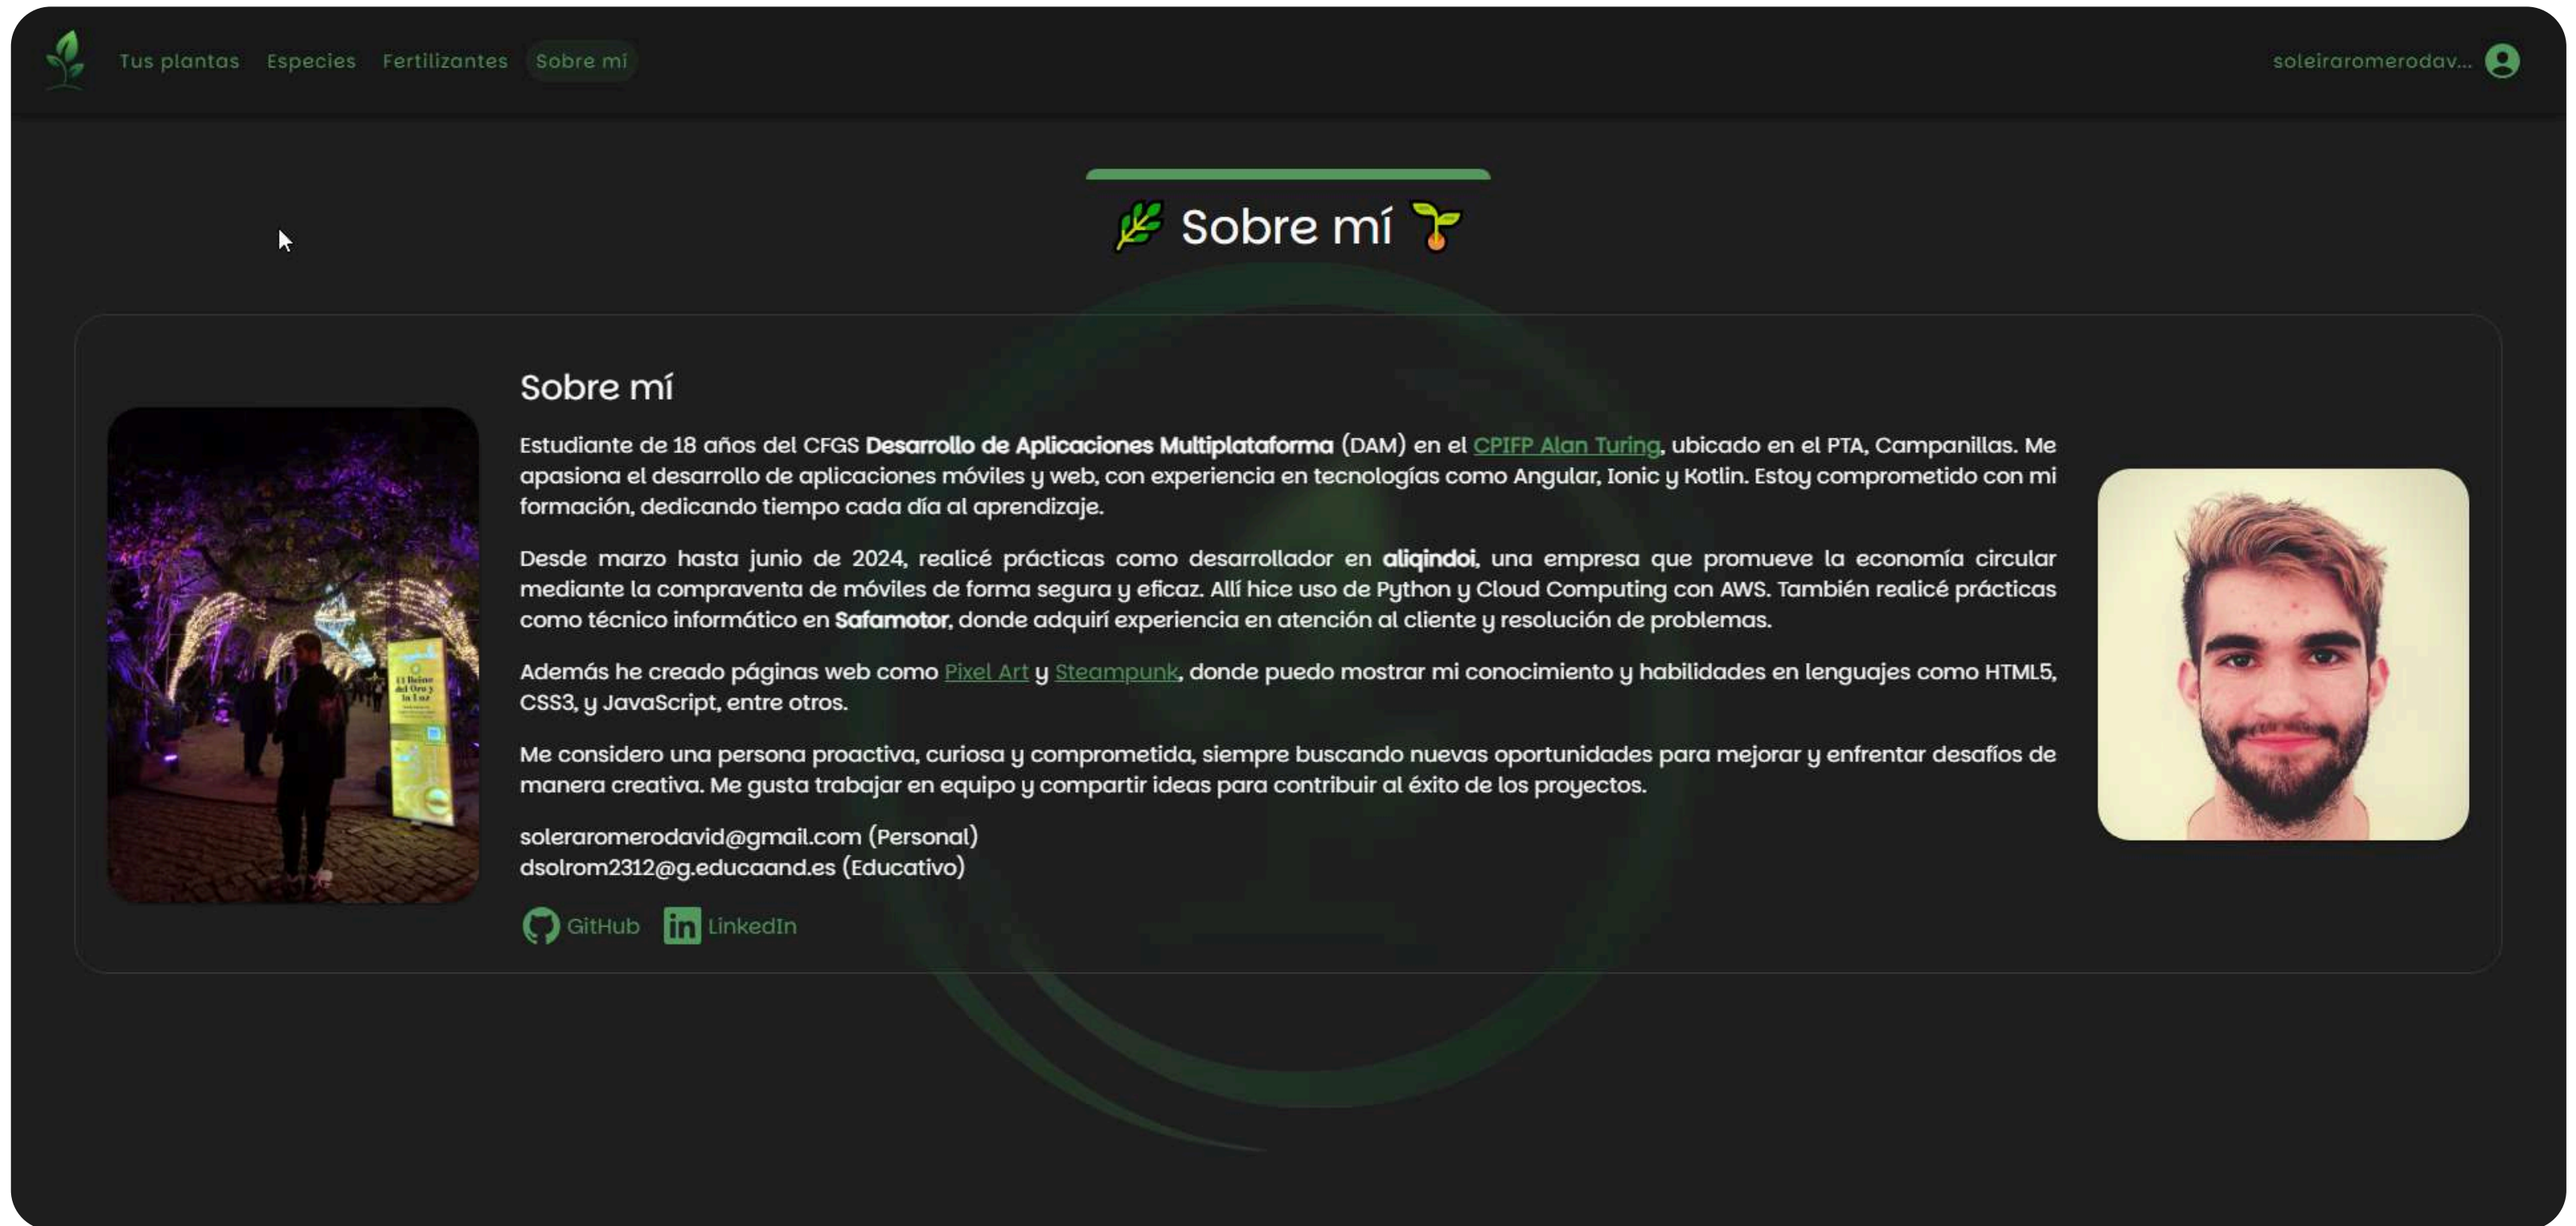 Tus plantas Especies Fertilizantes Sobre mí soleiraromerodav...
Sobre mí
Sobre mí
Estudiante de 18 años del CFGS Desarrollo de Aplicaciones Multiplataforma (DAM) en el CPIFP Alan Turing, ubicado en el PTA, Campanillas. Me
apasiona el desarrollo de aplicaciones móviles y web, con experiencia en tecnologías como Angular, Ionic y Kotlin. Estoy comprometido con mi
formación, dedicando tiempo cada día al aprendizaje.
Desde marzo hasta junio de 2024, realicé prácticas como desarrollador en aliqindoi, una empresa que promueve la economía circular
mediante la compraventa de móviles de forma segura y eficaz. Allí hice uso de Python y Cloud Computing con AWS. También realicé prácticas
como técnico informático en Safamotor, donde adquirí experiencia en atención al cliente y resolución de problemas.
Además he creado páginas web como Pixel Art y Steampunk, donde puedo mostrar mi conocimiento y habilidades en lenguajes como HTML5,
CSS3, y JavaScript, entre otros.
Me considero una persona proactiva, curiosa y comprometida, siempre buscando nuevas oportunidades para mejorar y enfrentar desafíos de
manera creativa. Me gusta trabajar en equipo y compartir ideas para contribuir al éxito de los proyectos.
soleraromerodavid@gmail.com (Personal)
dsolrom2312@g.educaand.es (Educativo)
GitHub in LinkedIn
El Reine
del Oro y
la Luz